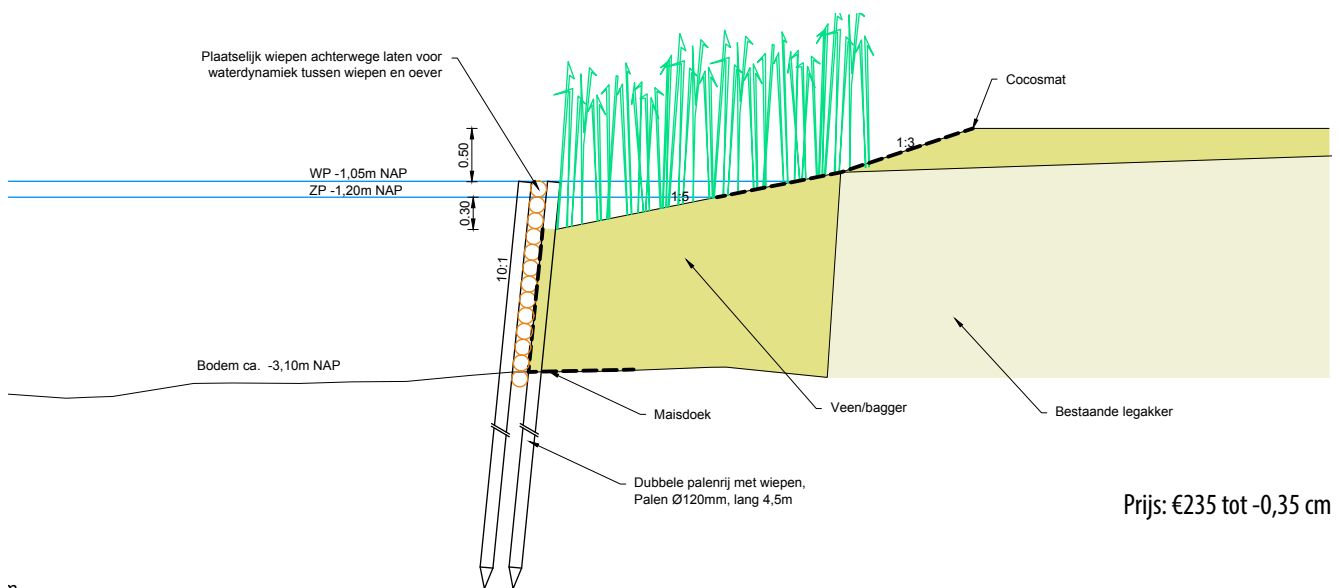 Plaatselijk wiepen achterwege laten voor
waterdynamiek tussen wiepen en oever
Cocosmat
0.50
1:3
WP -1,05m NAP
ZP -1,20m NAP
1:5
0.30
10:1
Bodem ca. -3,10m NAP
Maisdoek
Veen/bagger
Bestaande legakker
Dubbele palenrij met wiepen,
Palen Ø120mm, lang 4,5m
Prijs: €235 tot -0,35 cm